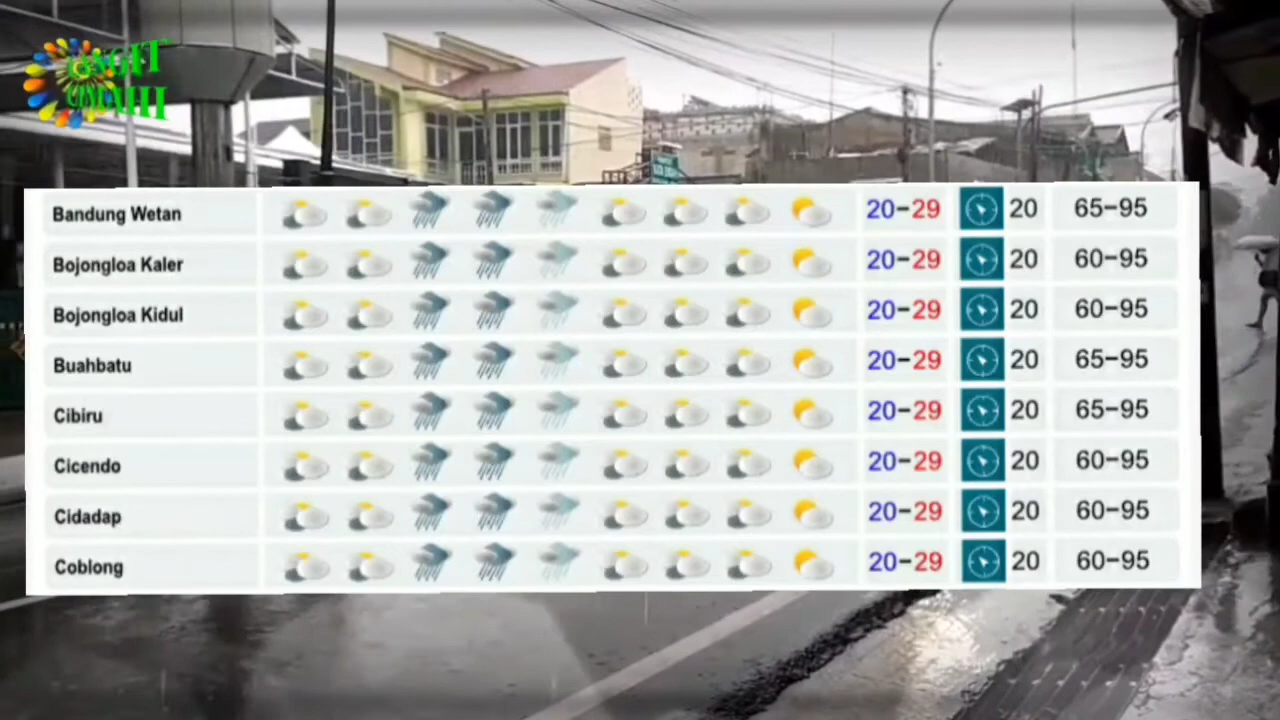 Bandung Wetan 20-29 20 65-95
Bojongloa Kaler 20-29 20 60-95
Bojongloa Kidul 20-29 20 60-95
Buahbatu 20-29 20 65-95
Cibiru 20-29 20 65-95
Cicendo 20-29 20 60-95
Cidadap 20-29 20 60-95
Coblong 20-29 20 60-95